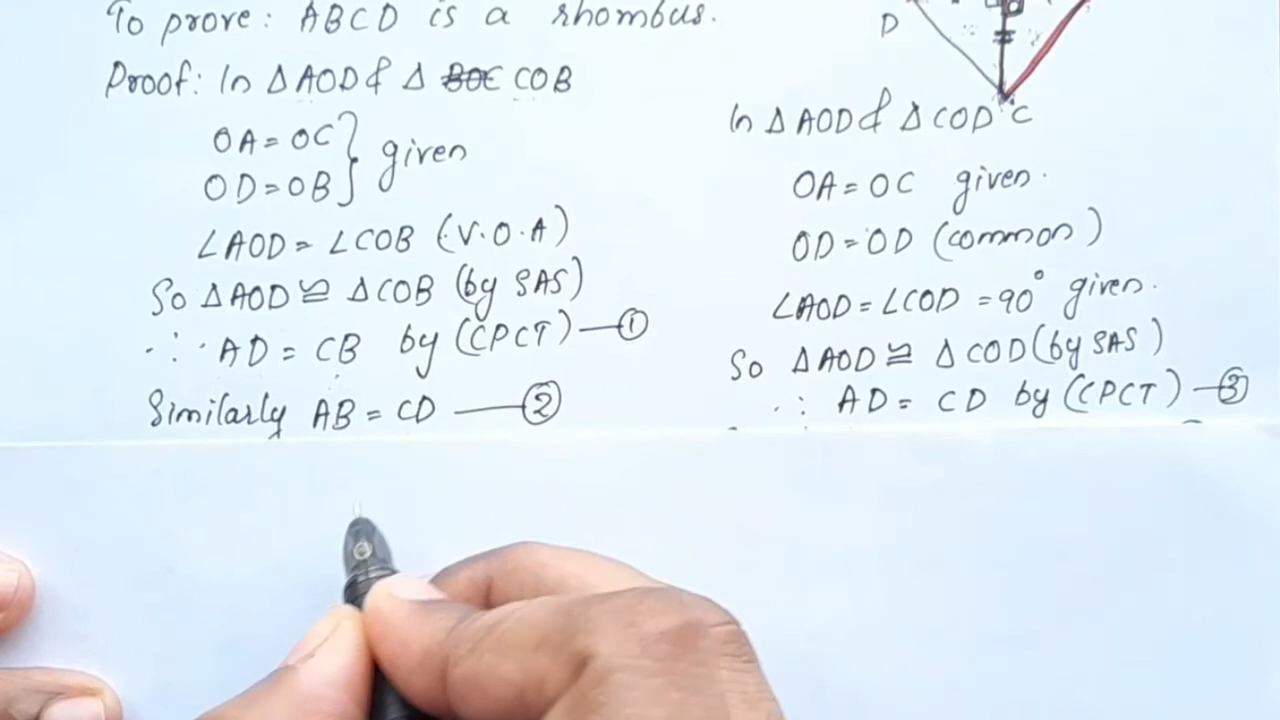 To prove: ABCD is a rhombus.
Proof: In ΔAOD & Δ BOC COB
OA = OC } given
OD = OB
∠AOD = ∠COB (V.O.A)
So ΔAOD ≅ ΔCOB (by SAS)
∴ AD = CB by (CPCT) — ①
Similarly AB = CD — ②
D
C
In ΔAOD & ΔCOD
OA = OC given.
OD = OD (common)
∠AOD = ∠COD = 90° given.
So ΔAOD ≅ ΔCOD (by SAS)
∴ AD = CD by (CPCT) — ③